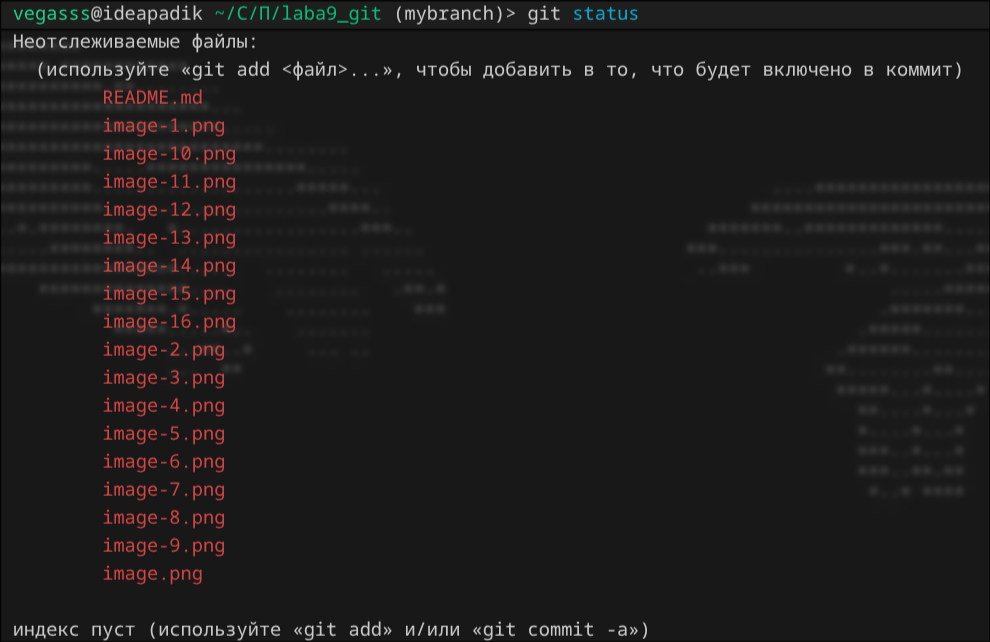 vegasss@ideapadik ~/С/П/laba9_git (mybranch)> git status
Неотслеживаемые файлы:
(используйте «git add <файл>...», чтобы добавить в то, что будет включено в коммит)
README.md
image-1.png
image-10.png
image-11.png
image-12.png
image-13.png
image-14.png
image-15.png
image-16.png
image-2.png
image-3.png
image-4.png
image-5.png
image-6.png
image-7.png
image-8.png
image-9.png
image.png
индекс пуст (используйте «git add» и/или «git commit -a»)